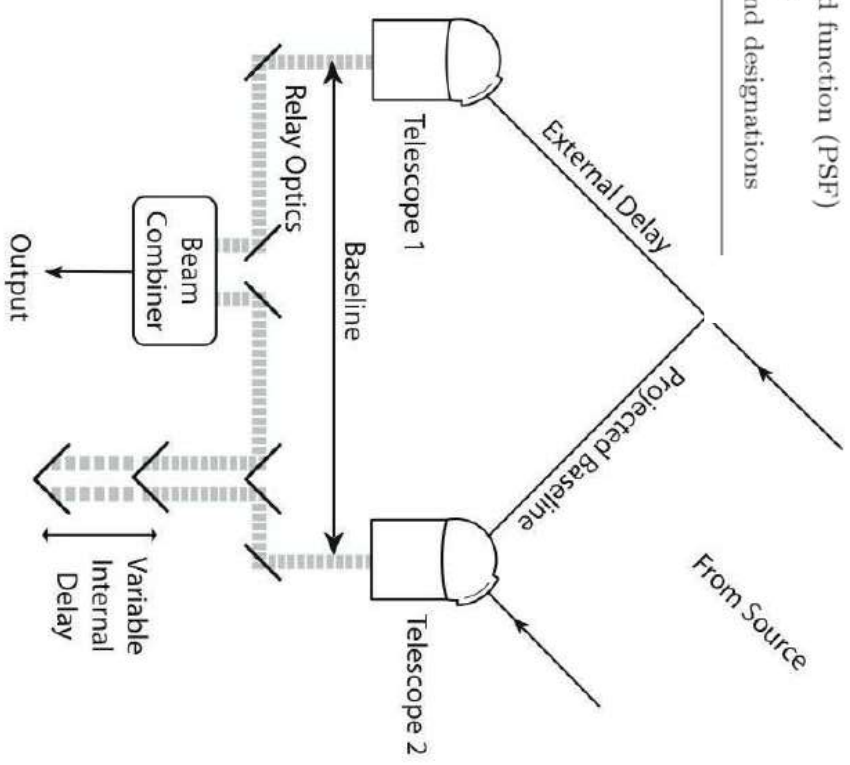 d function (PSF)
nd designations
From Source
External Delay
Projected Baseline
Telescope 1
Telescope 2
Baseline
Relay Optics
Beam
Combiner
Variable
Internal
Delay
Output